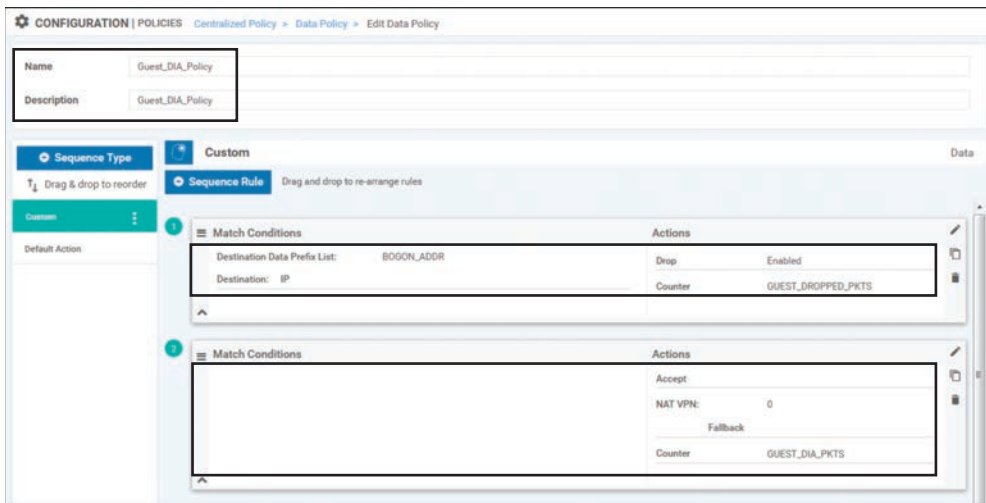 CONFIGURATION | POLICIES Centralized Policy > Data Policy > Edit Data Policy
Name Guest_DIA_Policy
Description Guest_DIA_Policy
Sequence Type
Drag & drop to reorder
Custom
Default Action
Custom Data
Sequence Rule Drag and drop to re-arrange rules
1
Match Conditions Actions
Destination Data Prefix List: BOGON_ADDR Drop Enabled
Destination: IP Counter GUEST_DROPPED_PKTS
2
Match Conditions Actions
Accept
NAT VPN: 0
Fallback
Counter GUEST_DIA_PKTS